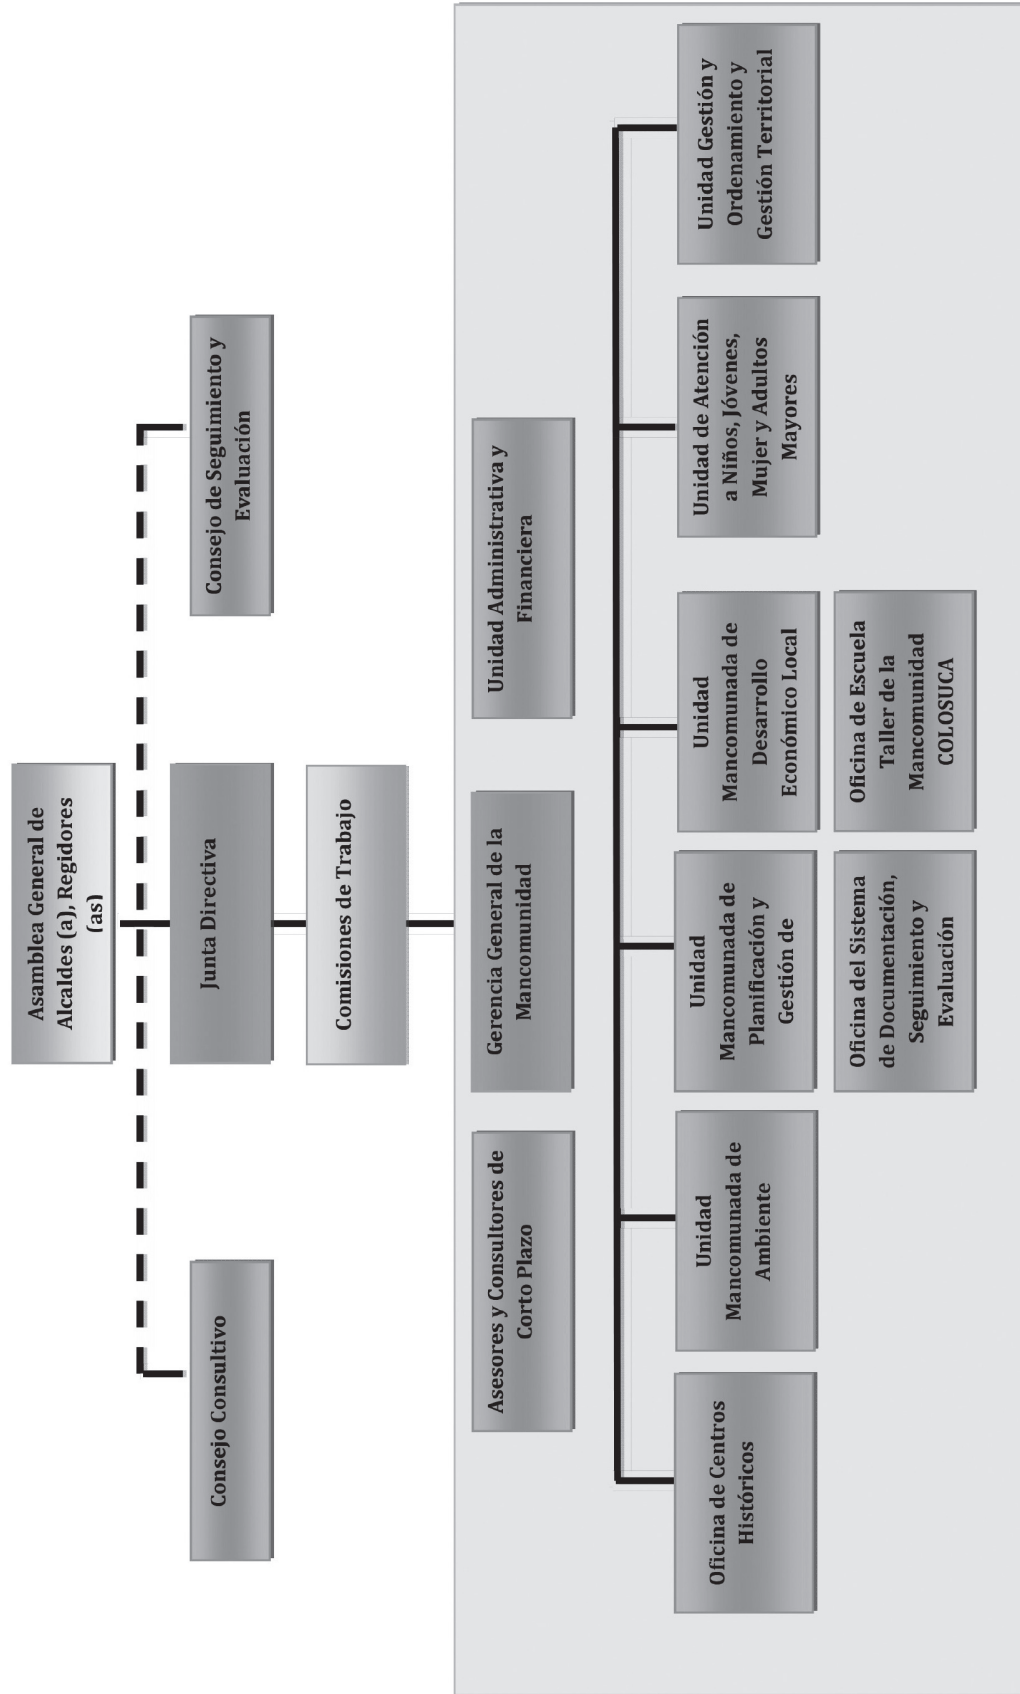 Asamblea General de
Alcaldes (a), Regidores
(as)
Consejo Consultivo
Junta Directiva
Consejo de Seguimiento y
Evaluación
Comisiones de Trabajo
Asesores y Consultores de
Corto Plazo
Gerencia General de la
Mancomunidad
Unidad Administrativa y
Financiera
Oficina de Centros
Históricos
Unidad
Mancomunada de
Ambiente
Unidad
Mancomunada de
Planificación y
Gestión de
Unidad
Mancomunada de
Desarrollo
Económico Local
Unidad de Atención
a Niños, Jóvenes,
Mujer y Adultos
Mayores
Unidad Gestión y
Ordenamiento y
Gestión Territorial
Oficina del Sistema
de Documentación,
Seguimiento y
Evaluación
Oficina de Escuela
Taller de la
Mancomunidad
COLOSUCA